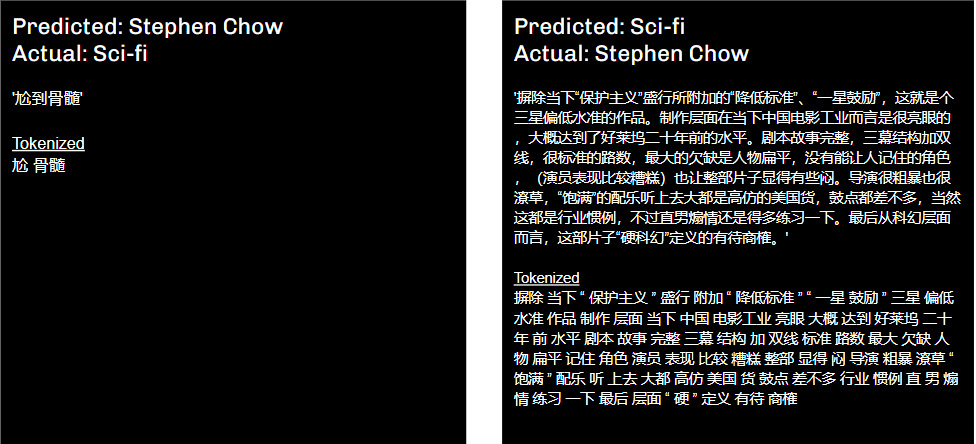 Predicted: Stephen Chow
Actual: Sci-fi
'尬到骨髓'
Tokenized
尬 骨髓
Predicted: Sci-fi
Actual: Stephen Chow
'摒除当下“保护主义”盛行所附加的“降低标准”、“一星鼓励”，这就是个
三星偏低水准的作品。制作层面在当下中国电影工业而言是很亮眼的
，大概达到了好莱坞二十年前的水平。剧本故事完整，三幕结构加双
线，很标准的路数，最大的欠缺是人物扁平，没有能让人记住的角色
，（演员表现比较糟糕）也让整部片子显得有些闷。导演很粗暴也很
潦草，“饱满”的配乐听上去大都是高仿的美国货，鼓点都差不多，当然
这都是行业惯例，不过直男煽情还是得多练习一下。最后从科幻层面
而言，这部片子“硬科幻”定义的有待商榷。'
Tokenized
摒除 当下 “ 保护主义 ” 盛行 附加 “ 降低标准 ” “ 一星 鼓励 ” 三星 偏低
水准 作品 制作 层面 当下 中国 电影工业 亮眼 大概 达到 好莱坞 二十
年 前 水平 剧本 故事 完整 三幕 结构 加 双线 标准 路数 最大 欠缺 人
物 扁平 记住 角色 演员 表现 比较 糟糕 整部 显得 闷 导演 粗暴 潦草 “
饱满 ” 配乐 听 上去 大都 高仿 美国 货 鼓点 差不多 行业 惯例 直 男 煽
情 练习 一下 最后 层面 “ 硬 ” 定义 有待 商榷